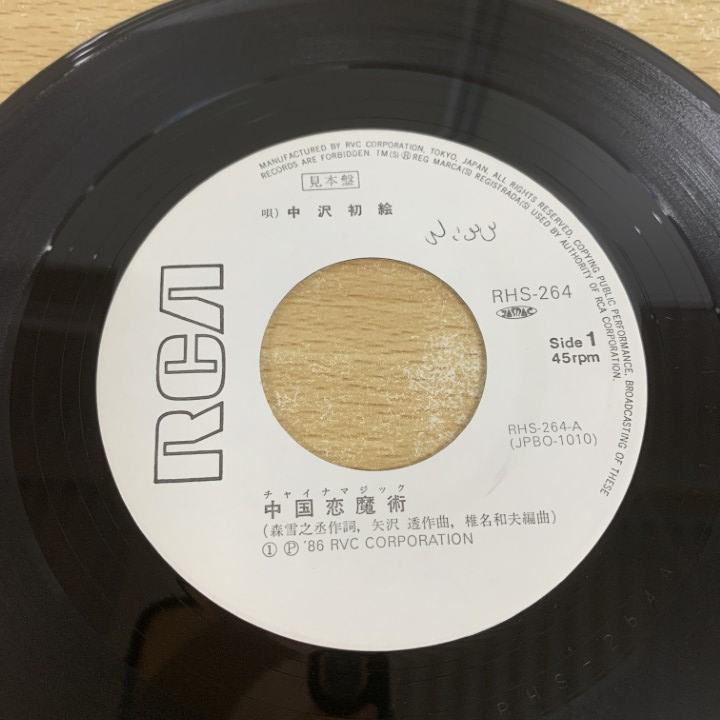 MANUFACTURED BY RVC CORPORATION, TOKYO, JAPAN. ALL RIGHTS RESERVED, COPYING PUBLIC PERFORMANCE, BROADCASTING OF THESE
RECORDS ARE FORBIDDEN. TM(S) ® REG MARCA(S) REGISTRADA(S) USED BY AUTHORITY OF RCA CORPORATION.
見本盤
唄) 中沢初絵
RCA
RHS-264
JASRAC
Side 1
45rpm
RHS-264-A
(JPBO-1010)
チャイナマジック
中国恋魔術
(森雪之丞作詞, 矢沢 透作曲, 椎名和夫編曲)
① Ⓟ '86 RVC CORPORATION
RHS-264A